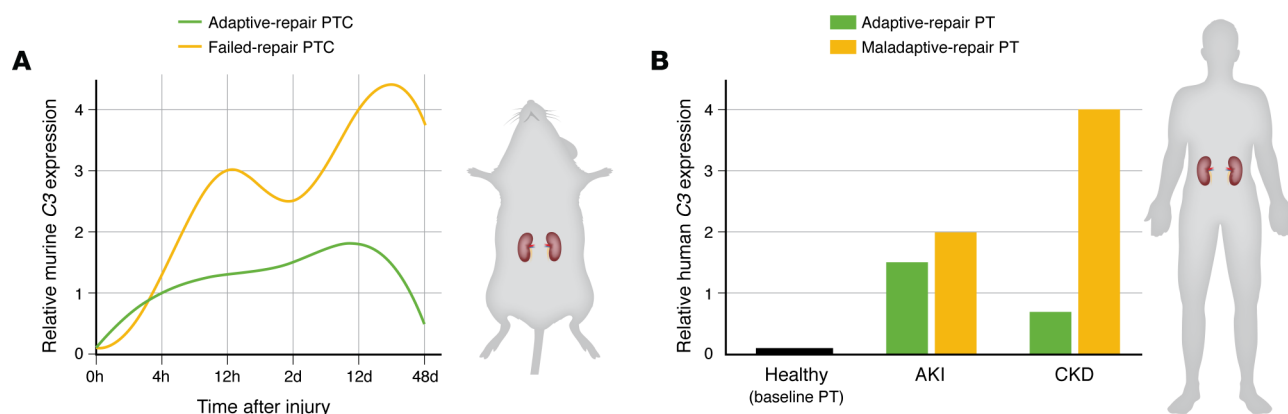 A
Adaptive-repair PTC
Failed-repair PTC
Relative murine C3 expression
4
3
2
1
0
0h 4h 12h 2d 12d 48d
Time after injury
B
Adaptive-repair PT
Maladaptive-repair PT
Relative human C3 expression
4
3
2
1
0
Healthy AKI CKD
(baseline PT)